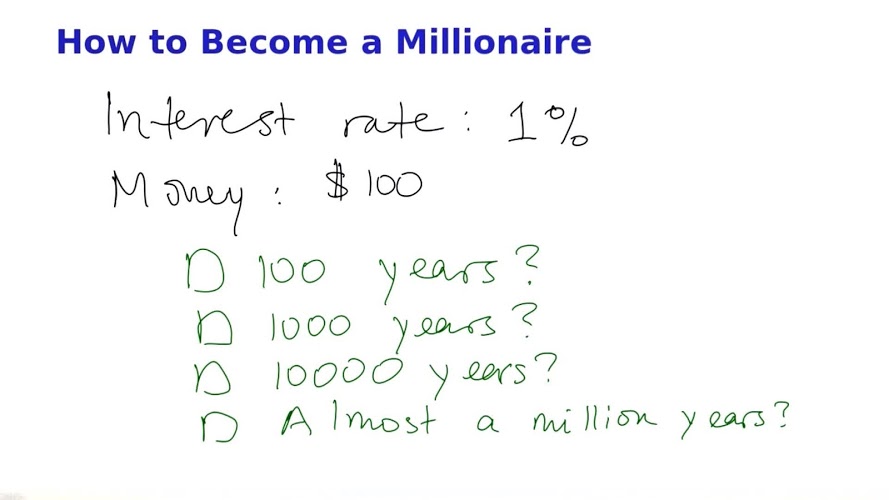 How to Become a Millionaire
Interest rate: 1%
Money: $100
100 years?
1000 years?
10000 years?
Almost a million years?